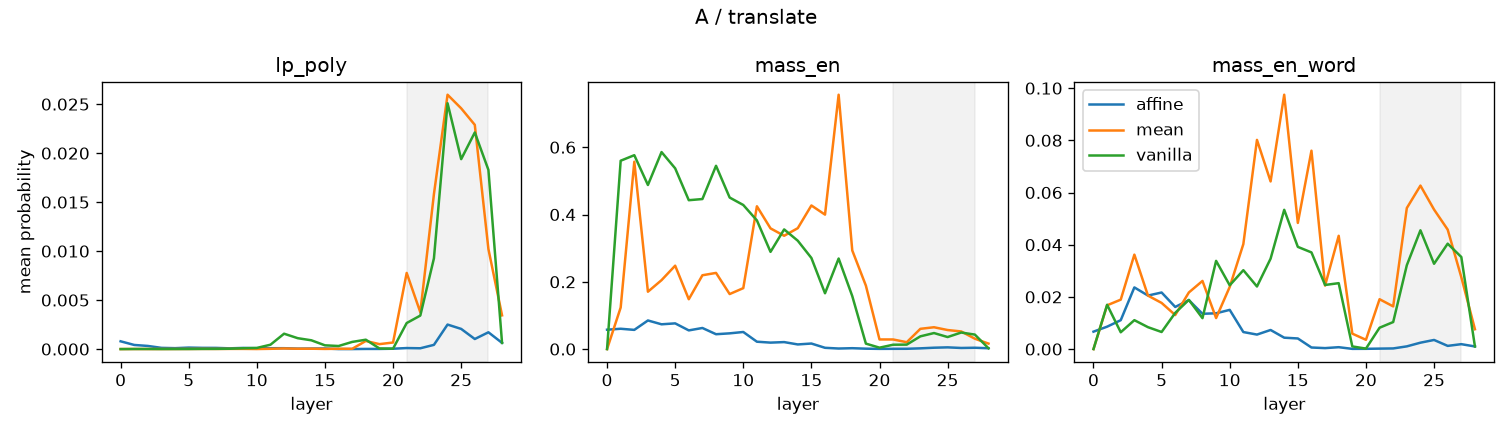 A / translate
lp_poly
mass_en
mass_en_word
mean probability
0.025
0.020
0.015
0.010
0.005
0.000
0 5 10 15 20 25
layer
0.6
0.4
0.2
0.0
0 5 10 15 20 25
layer
0.10
0.08
0.06
0.04
0.02
0.00
affine
mean
vanilla
0 5 10 15 20 25
layer